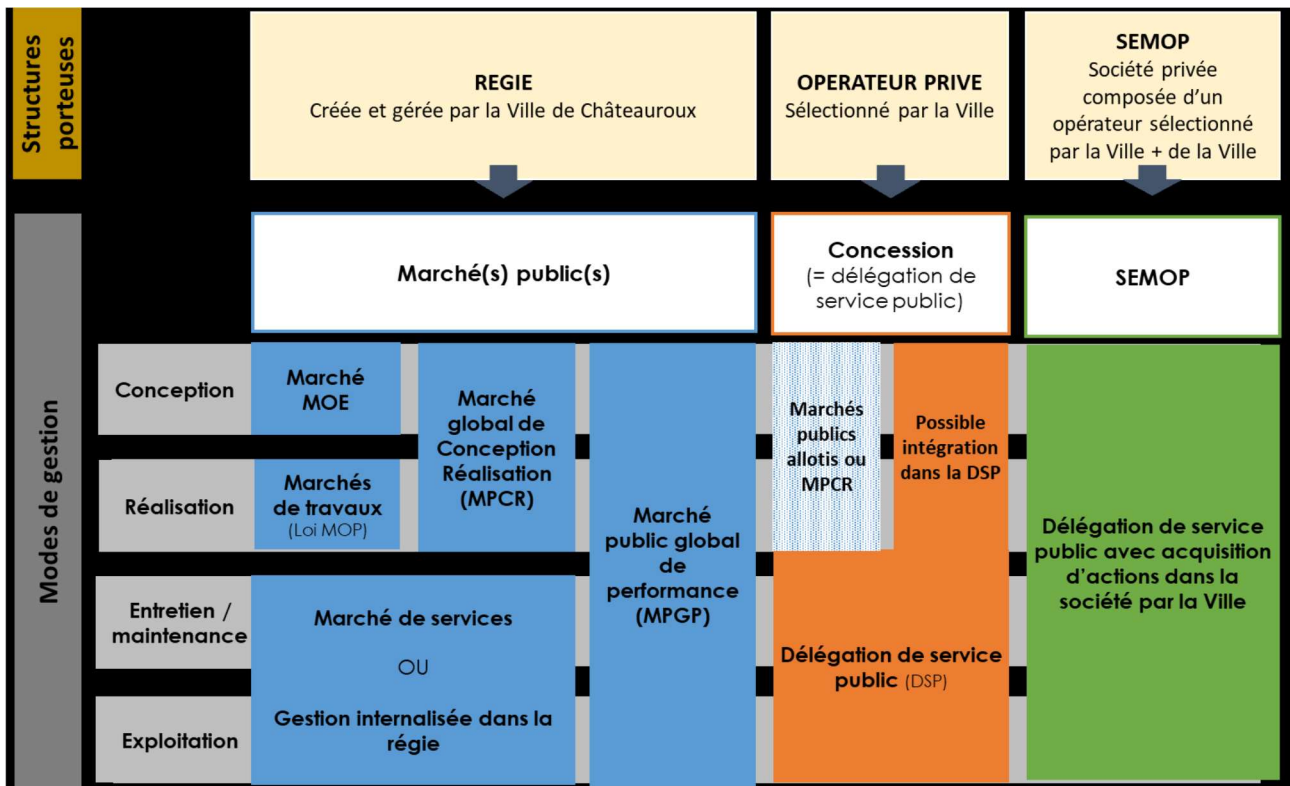 Structures
porteuses
REGIE
Créée et gérée par la Ville de Châteauroux
OPERATEUR PRIVE
Sélectionné par la Ville
SEMOP
Société privée
composée d'un
opérateur sélectionné
par la Ville + de la Ville
Modes de gestion
Marché(s) public(s)
Concession
(= délégation de
service public)
SEMOP
Conception
Marché
MOE
Marché
global de
Conception
Réalisation
(MPCR)
Marché
public global
de
performance
(MPGP)
Marchés
publics
allotis ou
MPCR
Possible
intégration
dans la DSP
Délégation de service
public avec acquisition
d'actions dans la
société par la Ville
Réalisation
Marchés
de travaux
(Loi MOP)
Entretien /
maintenance
Marché de services
OU
Gestion internalisée dans la
régie
Délégation de service
public (DSP)
Exploitation